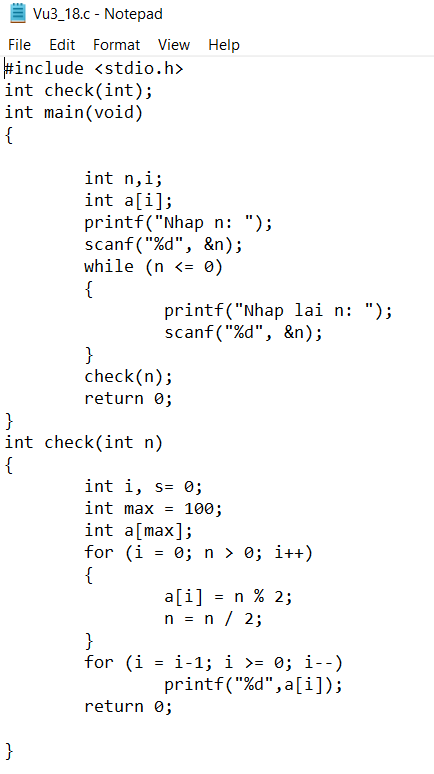 Vu3_18.c - Notepad
File Edit Format View Help
#include <stdio.h>
int check(int);
int main(void)
{
int n,i;
int a[i];
printf("Nhap n: ");
scanf("%d", &n);
while (n <= 0)
{
printf("Nhap lai n: ");
scanf("%d", &n);
}
check(n);
return 0;
}
int check(int n)
{
int i, s= 0;
int max = 100;
int a[max];
for (i = 0; n > 0; i++)
{
a[i] = n % 2;
n = n / 2;
}
for (i = i-1; i >= 0; i--)
printf("%d",a[i]);
return 0;
}